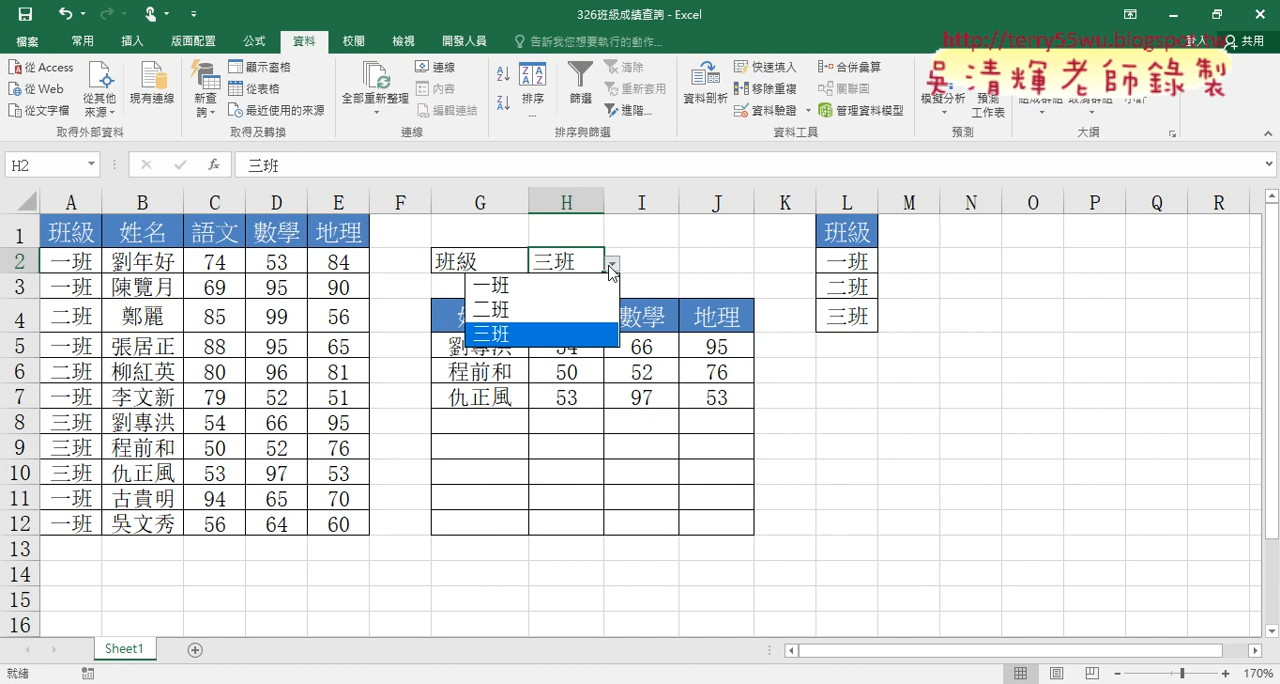 326班級成績查詢 - Excel
檔案 常用 插入 版面配置 公式 資料 校閱 檢視 開發人員 告訴我您想要執行的動作... 登入 共用
http://terry55wu.blogspot.tw
吳清輝老師錄製
從 Access 從 Web 從文字檔 從其他來源 現有連線 取得外部資料
新查詢 顯示窗格 從表格 最近使用的來源 取得及轉換
全部重新整理 連線 內容 編輯連結 連線
排序... 篩選 清除 重新套用 進階... 排序與篩選
資料剖析 快速填入 移除重複 資料驗證 合併彙算 關聯圖 管理資料模型 資料工具
模擬分析 預測工作表 預測
大綱
H2 三班
A B C D E F G H I J K L M N O P Q R
1 班級 姓名 語文 數學 地理 班級
2 一班 劉年好 74 53 84 班級 三班 一班
3 一班 陳覽月 69 95 90 一班 二班
4 二班 鄭麗 85 99 56 二班 數學 地理 三班
三班
5 一班 張居正 88 95 65 劉專洪 54 66 95
6 二班 柳紅英 80 96 81 程前和 50 52 76
7 一班 李文新 79 52 51 仇正風 53 97 53
8 三班 劉專洪 54 66 95
9 三班 程前和 50 52 76
10 三班 仇正風 53 97 53
11 一班 古貴明 94 65 70
12 一班 吳文秀 56 64 60
13
14
15
16
Sheet1
就緒 170%